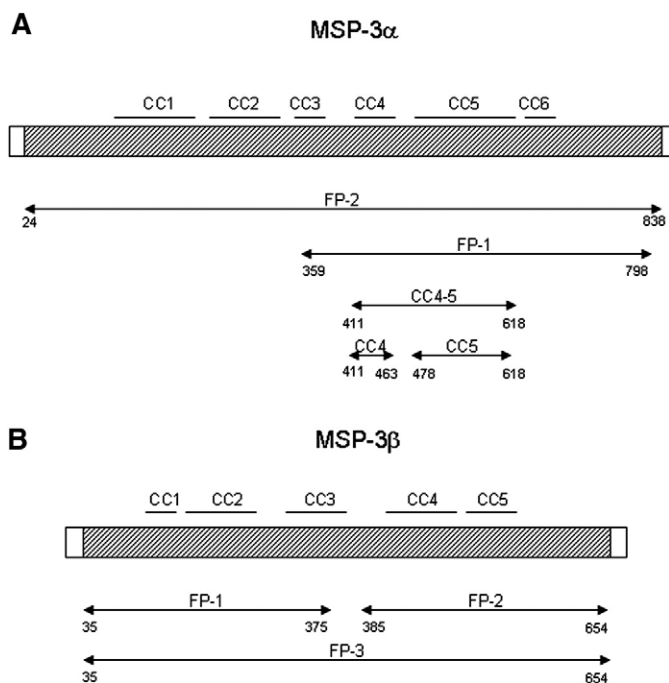 A
MSP-3α
CC1 CC2 CC3 CC4 CC5 CC6
FP-2
24 838
FP-1
359 798
CC4-5
411 618
CC4 CC5
411 463 478 618
B
MSP-3β
CC1 CC2 CC3 CC4 CC5
FP-1 FP-2
35 375 385 654
FP-3
35 654